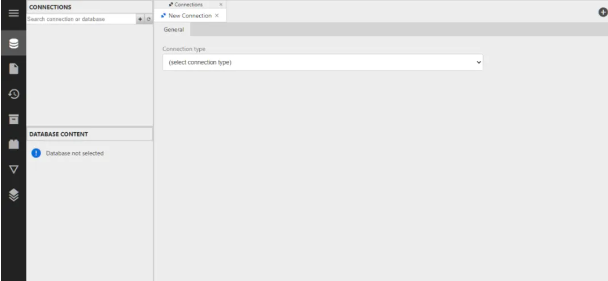 CONNECTIONS
Search connection or database
DATABASE CONTENT
Database not selected
Connections ×
New Connection ×
General
Connection type
(select connection type)